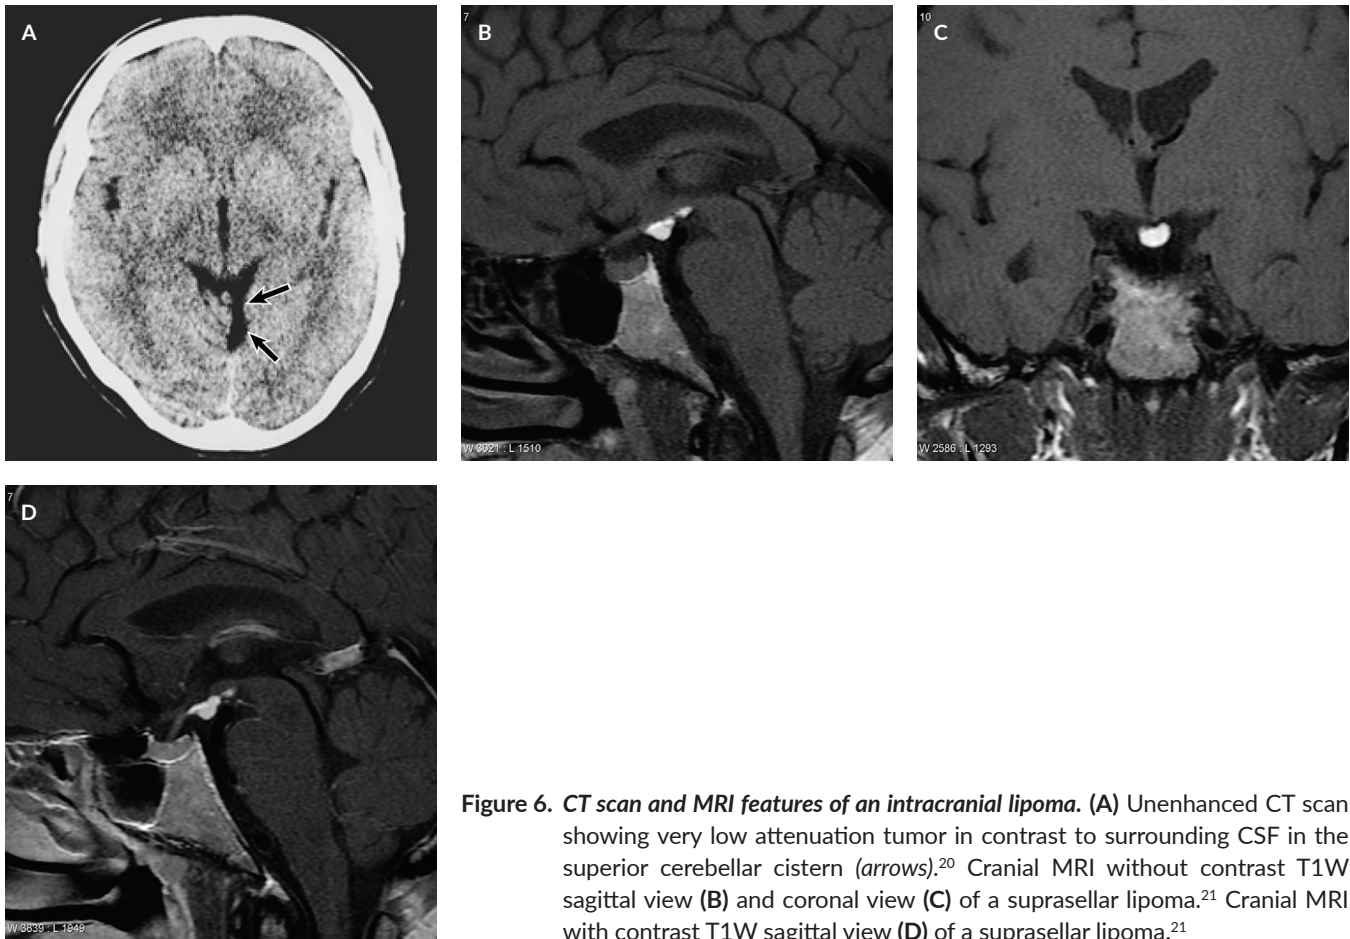 A
7
B
W 3021 : L 1510
10
C
W 2586 : L 1293
7
D
W 3839 : L 1949
Figure 6. CT scan and MRI features of an intracranial lipoma. (A) Unenhanced CT scan
showing very low attenuation tumor in contrast to surrounding CSF in the
superior cerebellar cistern (arrows).20 Cranial MRI without contrast T1W
sagittal view (B) and coronal view (C) of a suprasellar lipoma.21 Cranial MRI
with contrast T1W sagittal view (D) of a suprasellar lipoma.21